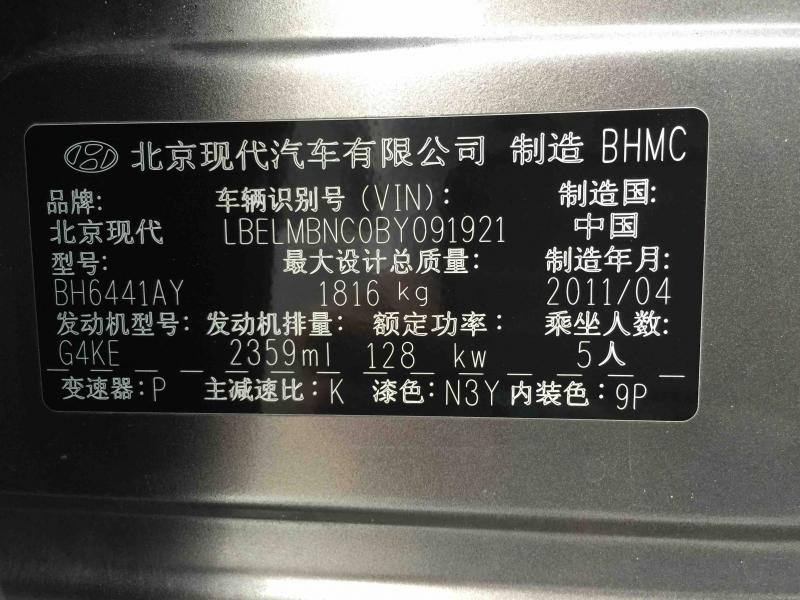 北京现代汽车有限公司 制造 BHMC
品牌: 车辆识别号(VIN): 制造国:
北京现代 LBELMBNC0BY091921 中国
型号: 最大设计总质量: 制造年月:
BH6441AY 1816 kg 2011/04
发动机型号: 发动机排量: 额定功率: 乘坐人数:
G4KE 2359ml 128 kw 5人
变速器:P 主减速比:K 漆色:N3Y 内装色:9P